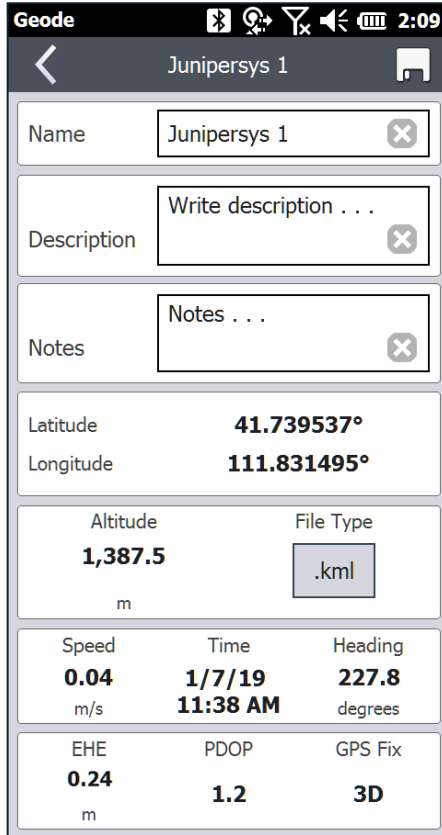 Geode 2:09
Junipersys 1
Name Junipersys 1
Write description . . .
Description
Notes . . .
Notes
Latitude 41.739537°
Longitude 111.831495°
Altitude File Type
1,387.5 .kml
m
Speed Time Heading
0.04 1/7/19 227.8
m/s 11:38 AM degrees
EHE PDOP GPS Fix
0.24 1.2 3D
m